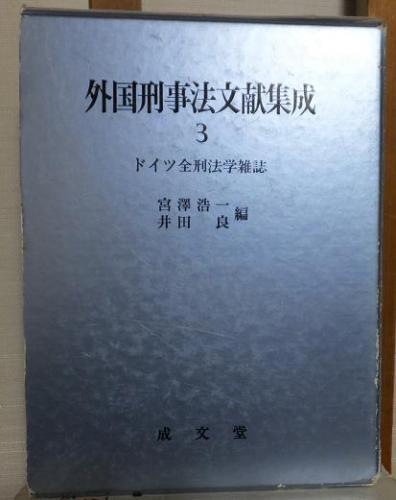 外国刑事法文献集成
3
ドイツ全刑法学雑誌
宮澤浩一
井田 良
編
成文堂